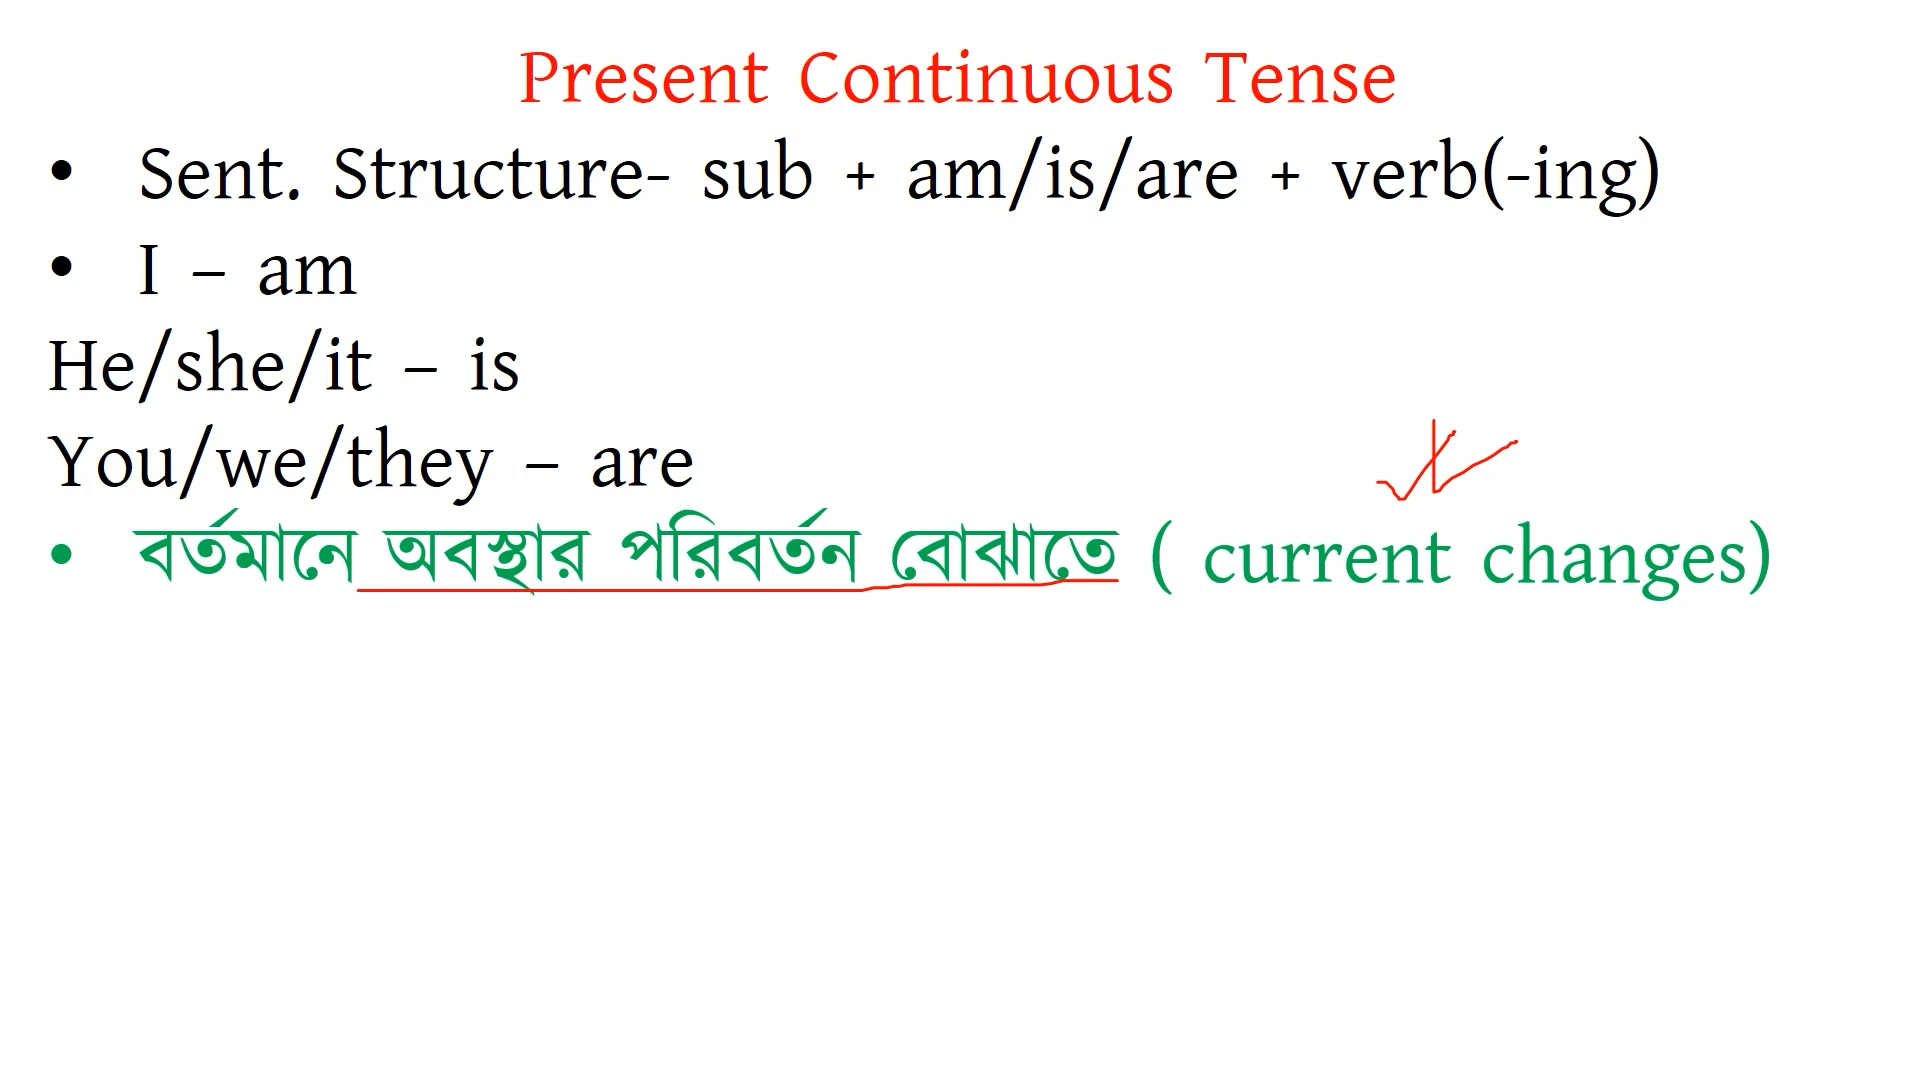 Present Continuous Tense
• Sent. Structure- sub + am/is/are + verb(-ing)
• I – am
He/she/it – is
You/we/they – are
• বর্তমানে অবস্থার পরিবর্তন বোঝাতে ( current changes)